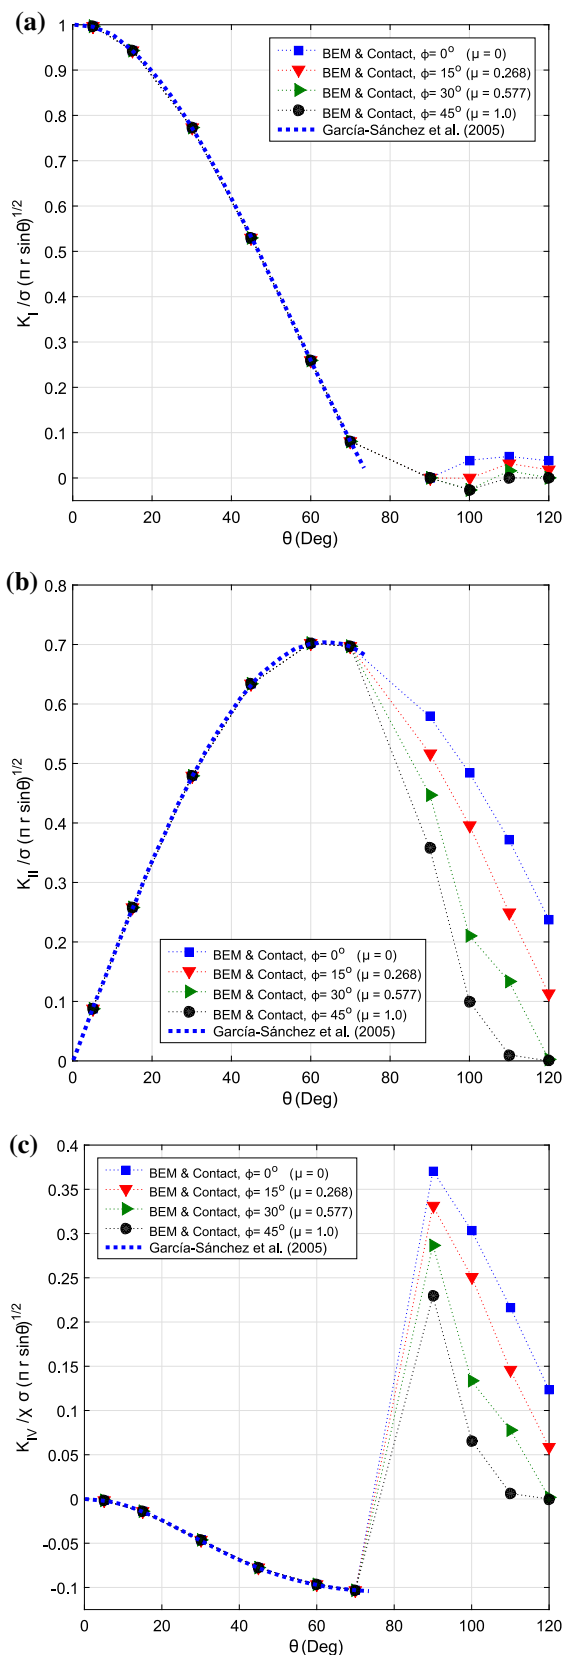 (a)
1
0.9
0.8
0.7
0.6
0.5
0.4
0.3
0.2
0.1
0
K_I /σ (π r sinθ)^1/2
BEM & Contact, ϕ= 0° (μ = 0)
BEM & Contact, ϕ= 15° (μ = 0.268)
BEM & Contact, ϕ= 30° (μ = 0.577)
BEM & Contact, ϕ= 45° (μ = 1.0)
García-Sánchez et al. (2005)
0 20 40 60 80 100 120
θ (Deg)
(b)
0.8
0.7
0.6
0.5
0.4
0.3
0.2
0.1
0
K_II /σ (π r sinθ)^1/2
BEM & Contact, ϕ= 0° (μ = 0)
BEM & Contact, ϕ= 15° (μ = 0.268)
BEM & Contact, ϕ= 30° (μ = 0.577)
BEM & Contact, ϕ= 45° (μ = 1.0)
García-Sánchez et al. (2005)
0 20 40 60 80 100 120
θ (Deg)
(c)
0.4
0.35
0.3
0.25
0.2
0.15
0.1
0.05
0
-0.05
-0.1
K_IV /χ σ (π r sinθ)^1/2
BEM & Contact, ϕ= 0° (μ = 0)
BEM & Contact, ϕ= 15° (μ = 0.268)
BEM & Contact, ϕ= 30° (μ = 0.577)
BEM & Contact, ϕ= 45° (μ = 1.0)
García-Sánchez et al. (2005)
0 20 40 60 80 100 120
θ (Deg)